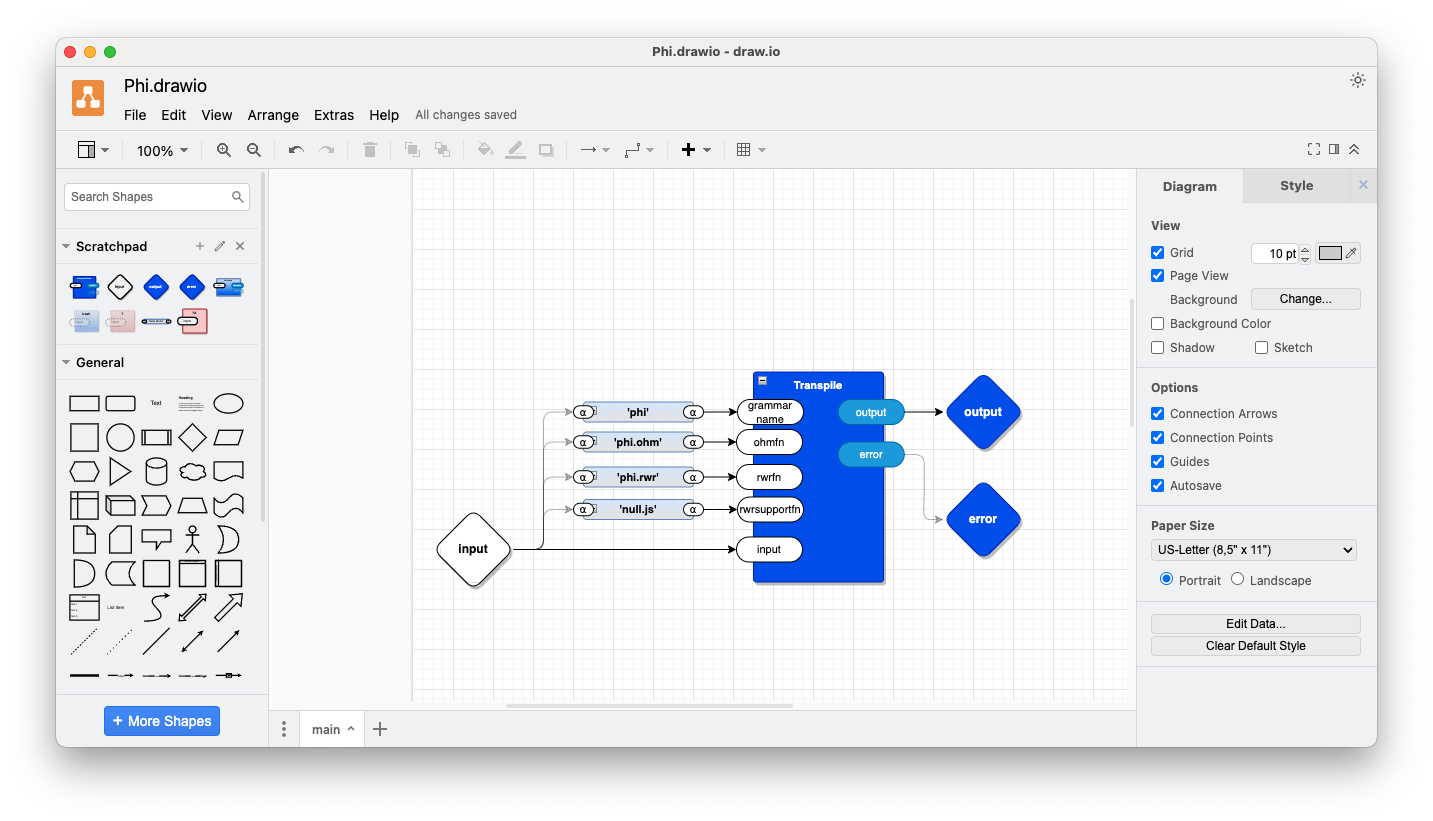 Phi.drawio - draw.io
Phi.drawio
File Edit View Arrange Extras Help All changes saved
100%
Search Shapes
Scratchpad
input output error
General
Text
Heading
List Item
+ More Shapes
main
'phi'
'phi.ohm'
'phi.rwr'
'null.js'
α α
α α
α α
α α
input
Transpile
grammar
name
ohmfn
rwrfn
rwrsupportfn
input
output
error
output
error
Diagram Style
View
Grid 10 pt
Page View
Background Change...
Background Color
Shadow Sketch
Options
Connection Arrows
Connection Points
Guides
Autosave
Paper Size
US-Letter (8,5" x 11")
Portrait Landscape
Edit Data...
Clear Default Style